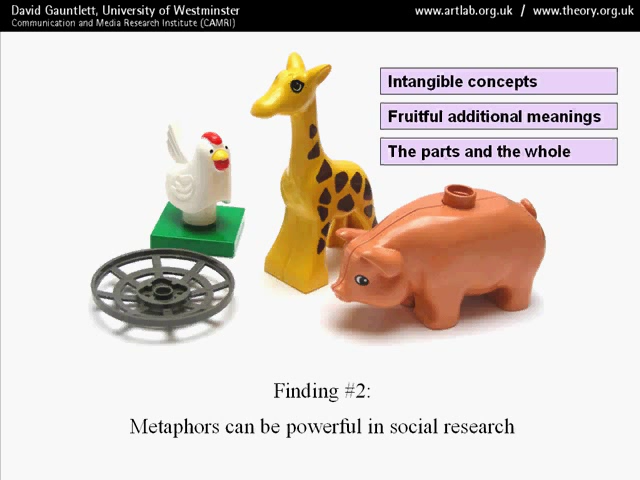 David Gauntlett, University of Westminster
Communication and Media Research Institute (CAMRI)
www.artlab.org.uk / www.theory.org.uk
Intangible concepts
Fruitful additional meanings
The parts and the whole
Finding #2:
Metaphors can be powerful in social research